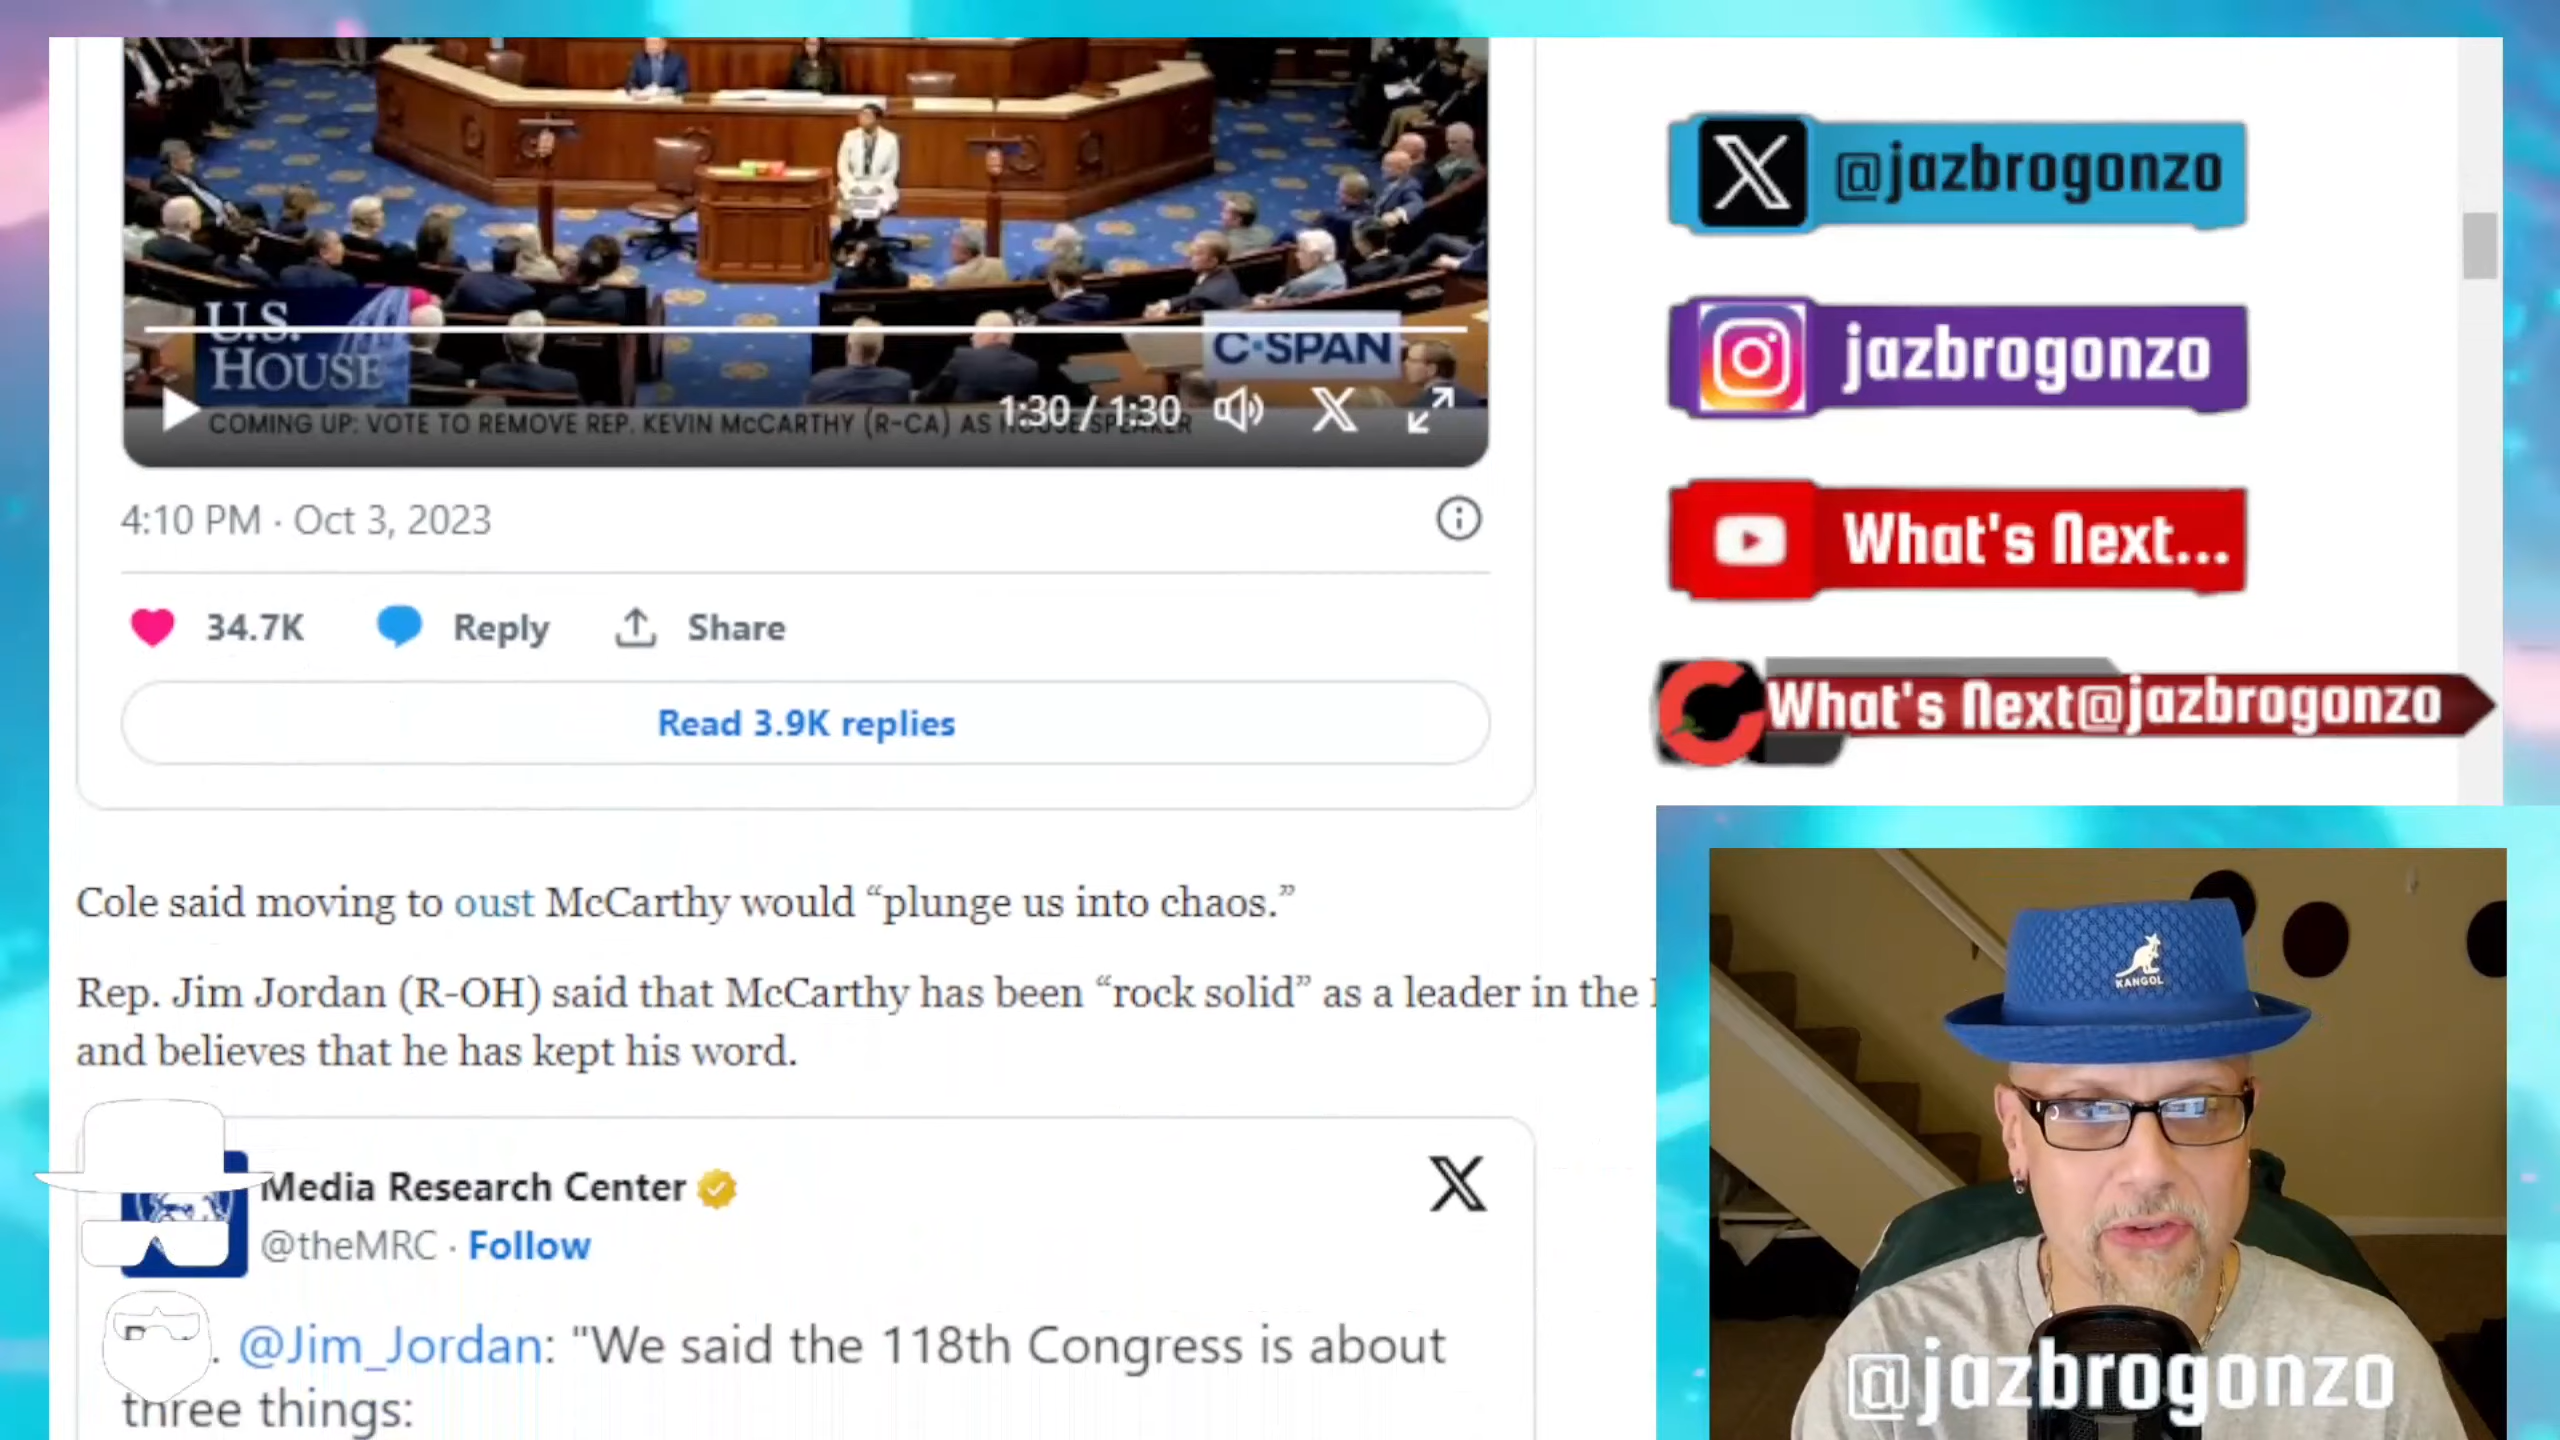 U.S.
HOUSE
C-SPAN
1:30 / 1:30
COMING UP: VOTE TO REMOVE REP. KEVIN McCARTHY (R-CA) AS HOUSE SPEAKER
4:10 PM · Oct 3, 2023
34.7K Reply Share
Read 3.9K replies
Cole said moving to oust McCarthy would “plunge us into chaos.”
Rep. Jim Jordan (R-OH) said that McCarthy has been “rock solid” as a leader in the
and believes that he has kept his word.
Media Research Center
@theMRC · Follow
@Jim_Jordan: "We said the 118th Congress is about
three things:
@jazbrogonzo
jazbrogonzo
What's Next...
What's Next@jazbrogonzo
KANGOL
@jazbrogonzo